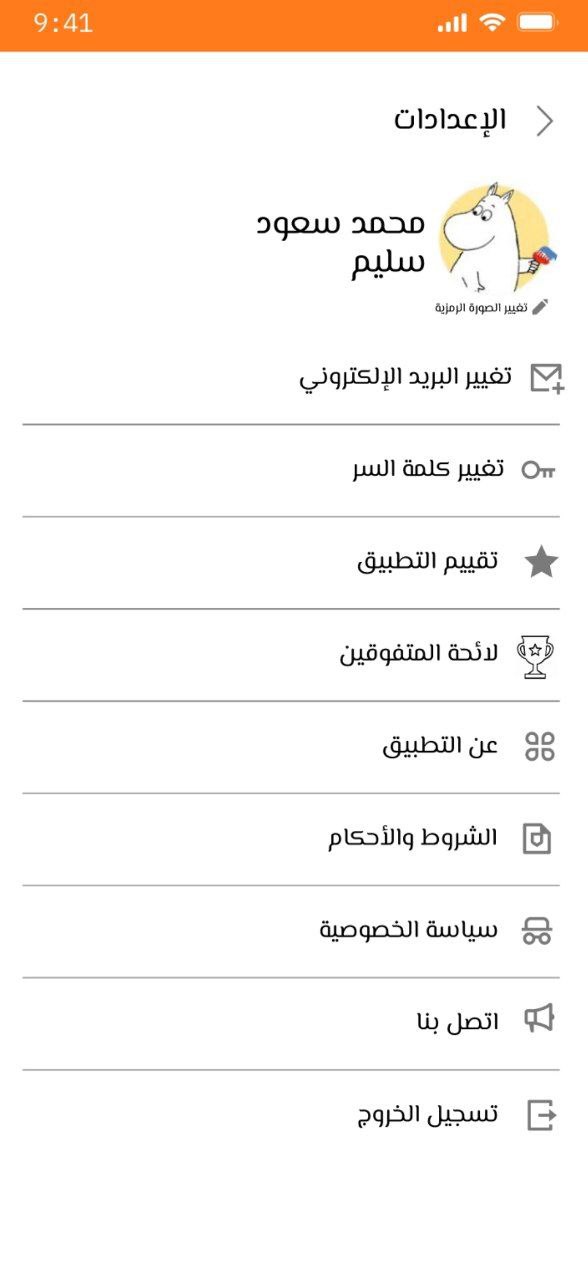 9:41
الإعدادات
محمد سعود
سليم
تغيير الصورة الرمزية
تغيير البريد الإلكتروني
تغيير كلمة السر
تقييم التطبيق
لائحة المتفوقين
عن التطبيق
الشروط والأحكام
سياسة الخصوصية
اتصل بنا
تسجيل الخروج